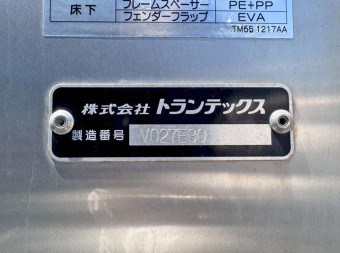 床下 フレームスペーサー PE+PP
フェンダーフラップ EVA
TM55 1217AA
株式会社 トランテックス
製造番号 V027E30